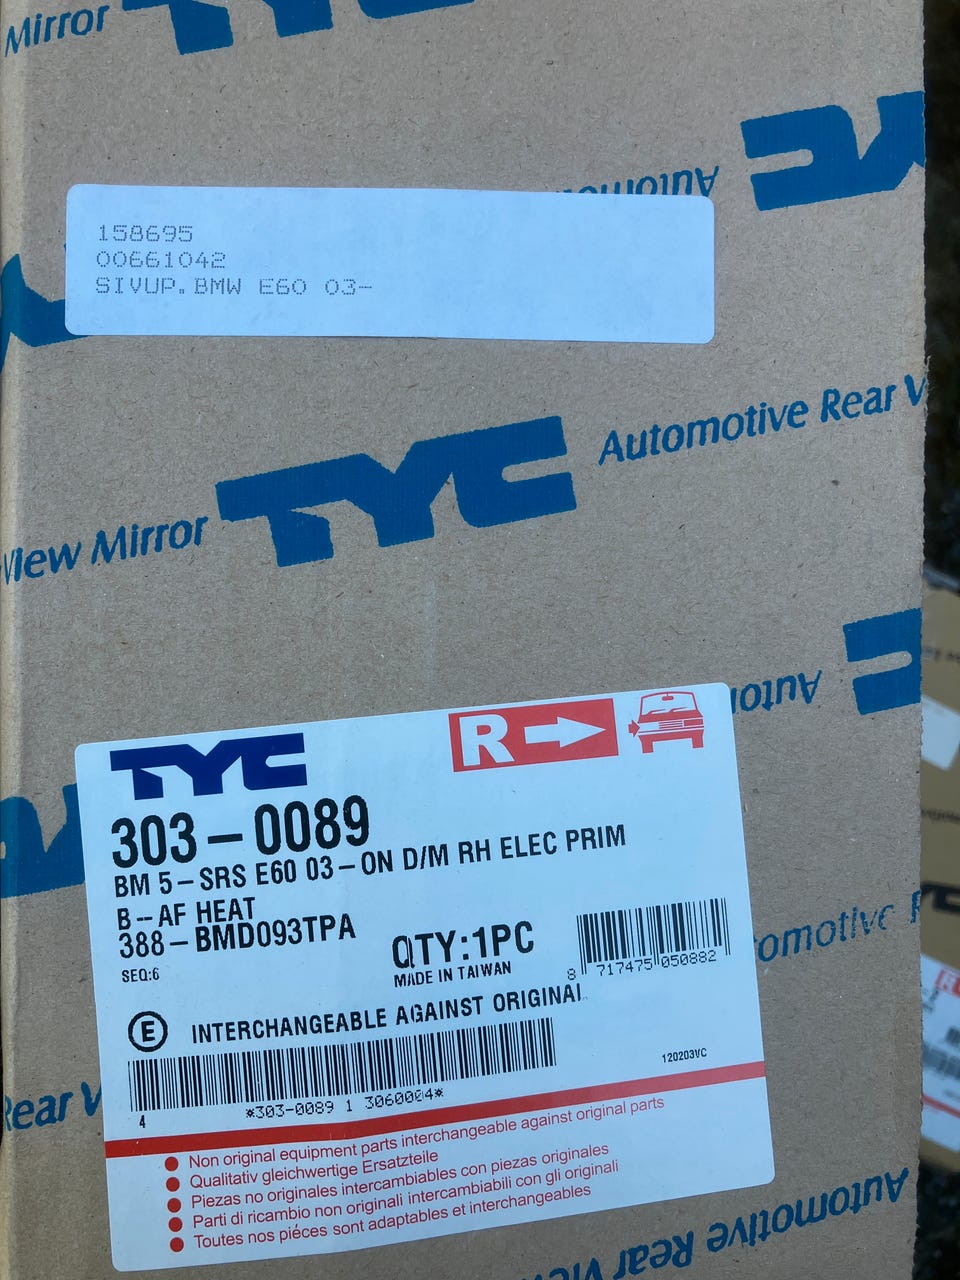 Mirror TYC
Automotive
158695
00661042
SIVUP.BMW E60 03-
View Mirror TYC Automotive Rear V
TYC
R
303-0089
BM 5-SRS E60 03-ON D/M RH ELEC PRIM
B--AF HEAT
388-BMD093TPA
SEQ:6
QTY:1PC
MADE IN TAIWAN
8 717475 050882
E INTERCHANGEABLE AGAINST ORIGINAL
120203VC
4 *303-0089 1 3060004*
Non original equipment parts interchangeable against original parts
Qualitativ gleichwertige Ersatzteile
Piezas no originales intercambiables con piezas originales
Parti di ricambio non originali intercambiabili con gli originali
Toutes nos piéces sont adaptables et interchangeables
Rear V
omotive R
Automotive Rear View